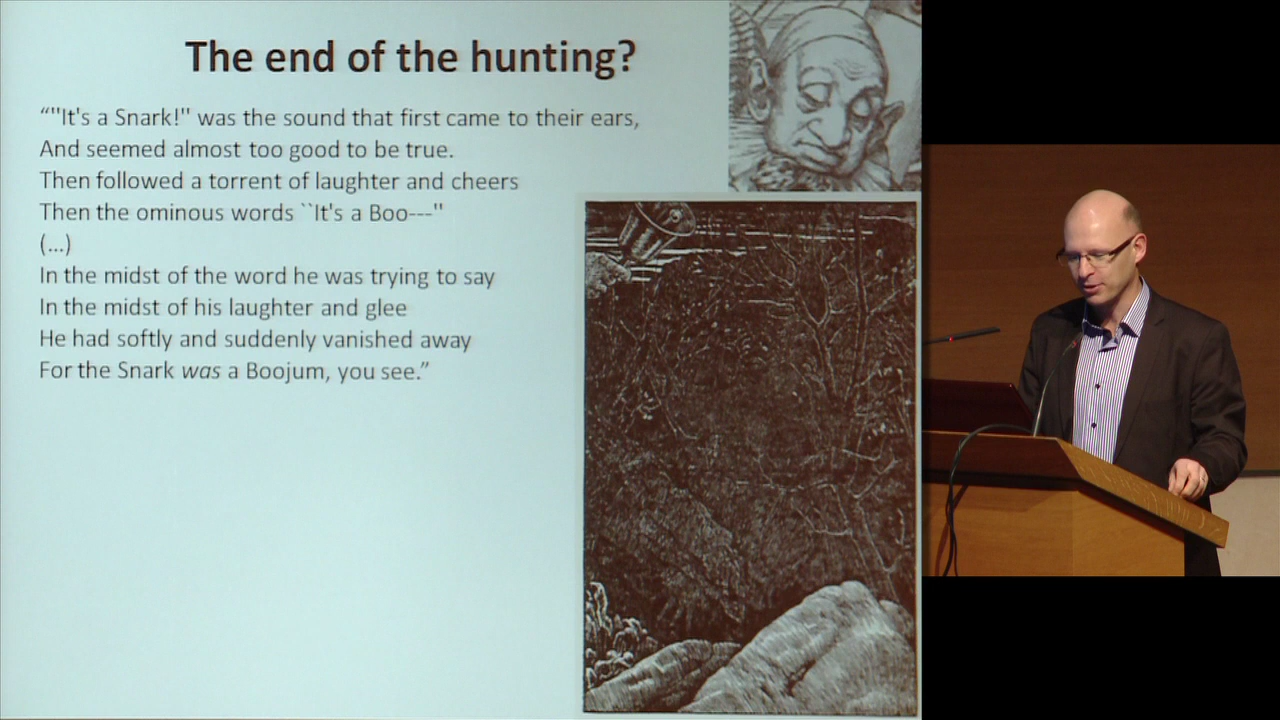 The end of the hunting?
“"It's a Snark!" was the sound that first came to their ears,
And seemed almost too good to be true.
Then followed a torrent of laughter and cheers
Then the ominous words ``It's a Boo---"
(...)
In the midst of the word he was trying to say
In the midst of his laughter and glee
He had softly and suddenly vanished away
For the Snark was a Boojum, you see.”